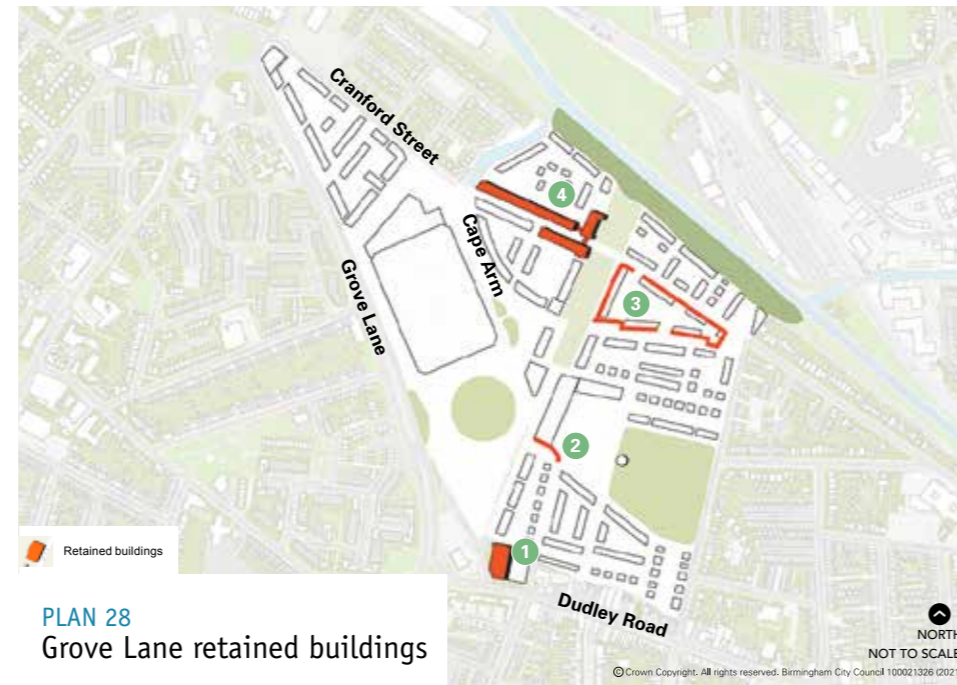 Cranford Street
Cape Arm
Grove Lane
4
3
2
1
Dudley Road
Retained buildings
PLAN 28
Grove Lane retained buildings
NORTH
NOT TO SCALE
©Crown Copyright. All rights reserved. Birmingham City Council 100021326 (2021